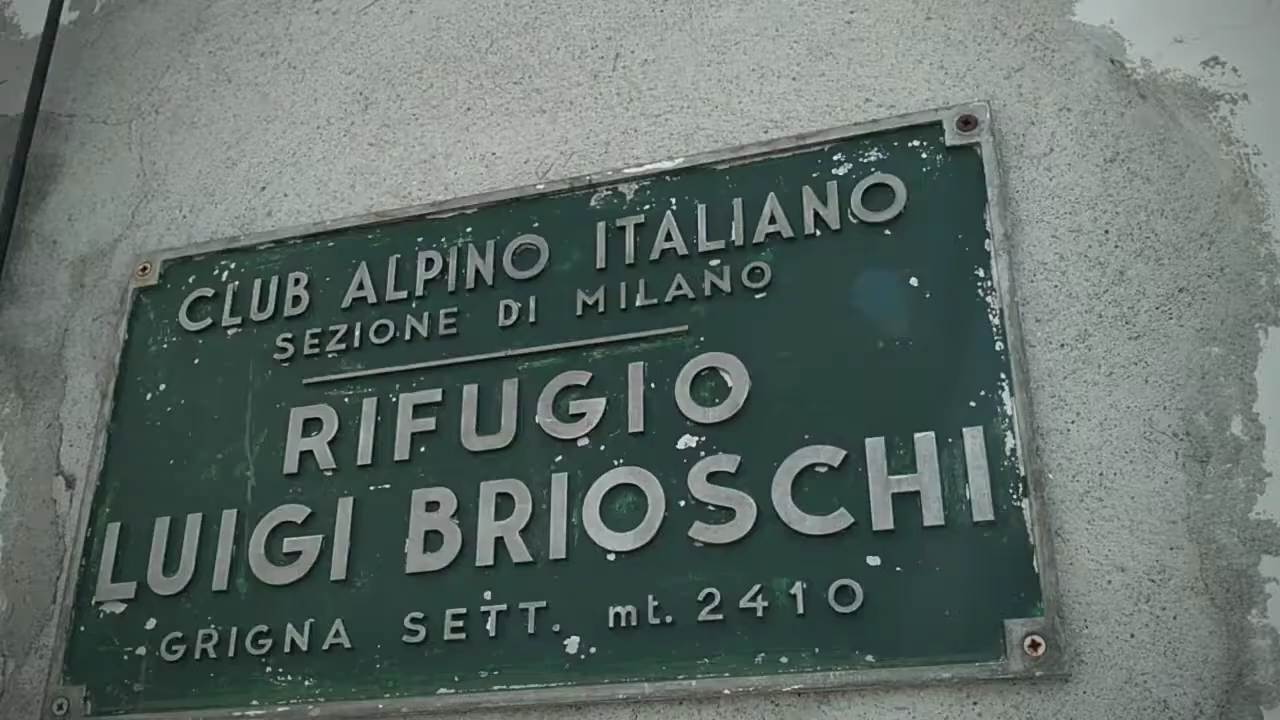 CLUB ALPINO ITALIANO
SEZIONE DI MILANO
RIFUGIO
LUIGI BRIOSCHI
GRIGNA SETT. mt. 2410